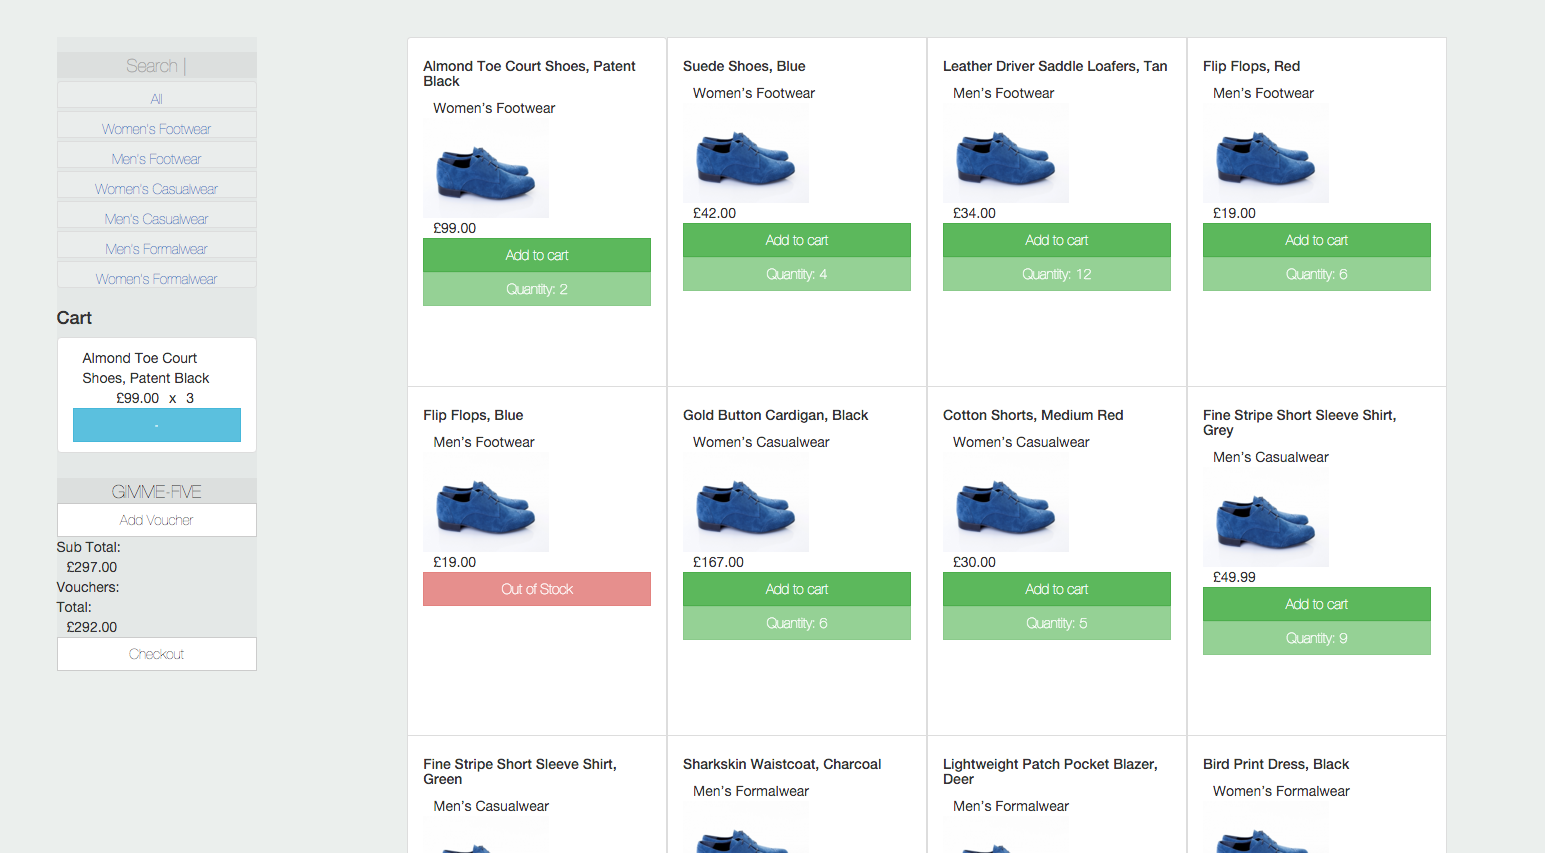 Search |
All
Women's Footwear
Men's Footwear
Women's Casualwear
Men's Casualwear
Men's Formalwear
Women's Formalwear
Cart
Almond Toe Court
Shoes, Patent Black
£99.00 x 3
-
GIMME-FIVE
Add Voucher
Sub Total:
£297.00
Vouchers:
Total:
£292.00
Checkout
Almond Toe Court Shoes, Patent
Black
Women's Footwear
£99.00
Add to cart
Quantity: 2
Suede Shoes, Blue
Women's Footwear
£42.00
Add to cart
Quantity: 4
Leather Driver Saddle Loafers, Tan
Men's Footwear
£34.00
Add to cart
Quantity: 12
Flip Flops, Red
Men's Footwear
£19.00
Add to cart
Quantity: 6
Flip Flops, Blue
Men's Footwear
£19.00
Out of Stock
Gold Button Cardigan, Black
Women's Casualwear
£167.00
Add to cart
Quantity: 6
Cotton Shorts, Medium Red
Women's Casualwear
£30.00
Add to cart
Quantity: 5
Fine Stripe Short Sleeve Shirt,
Grey
Men's Casualwear
£49.99
Add to cart
Quantity: 9
Fine Stripe Short Sleeve Shirt,
Green
Men's Casualwear
Sharkskin Waistcoat, Charcoal
Men's Formalwear
Lightweight Patch Pocket Blazer,
Deer
Men's Formalwear
Bird Print Dress, Black
Women's Formalwear